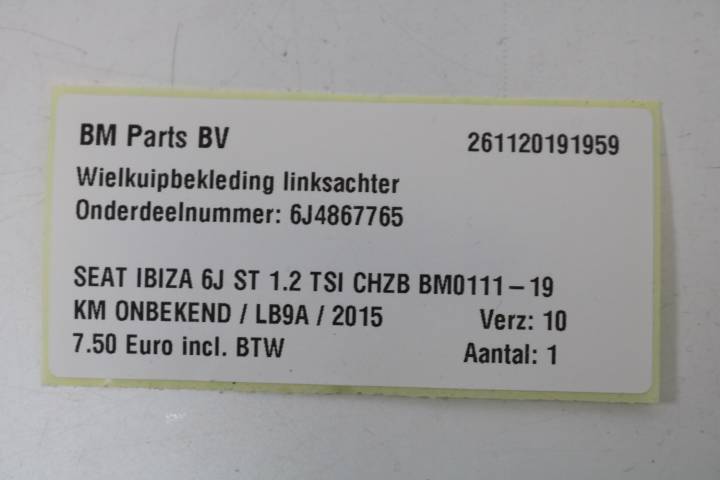 BM Parts BV 261120191959
Wielkuipbekleding linksachter
Onderdeelnummer: 6J4867765
SEAT IBIZA 6J ST 1.2 TSI CHZB BM0111-19
KM ONBEKEND / LB9A / 2015 Verz: 10
7.50 Euro incl. BTW Aantal: 1